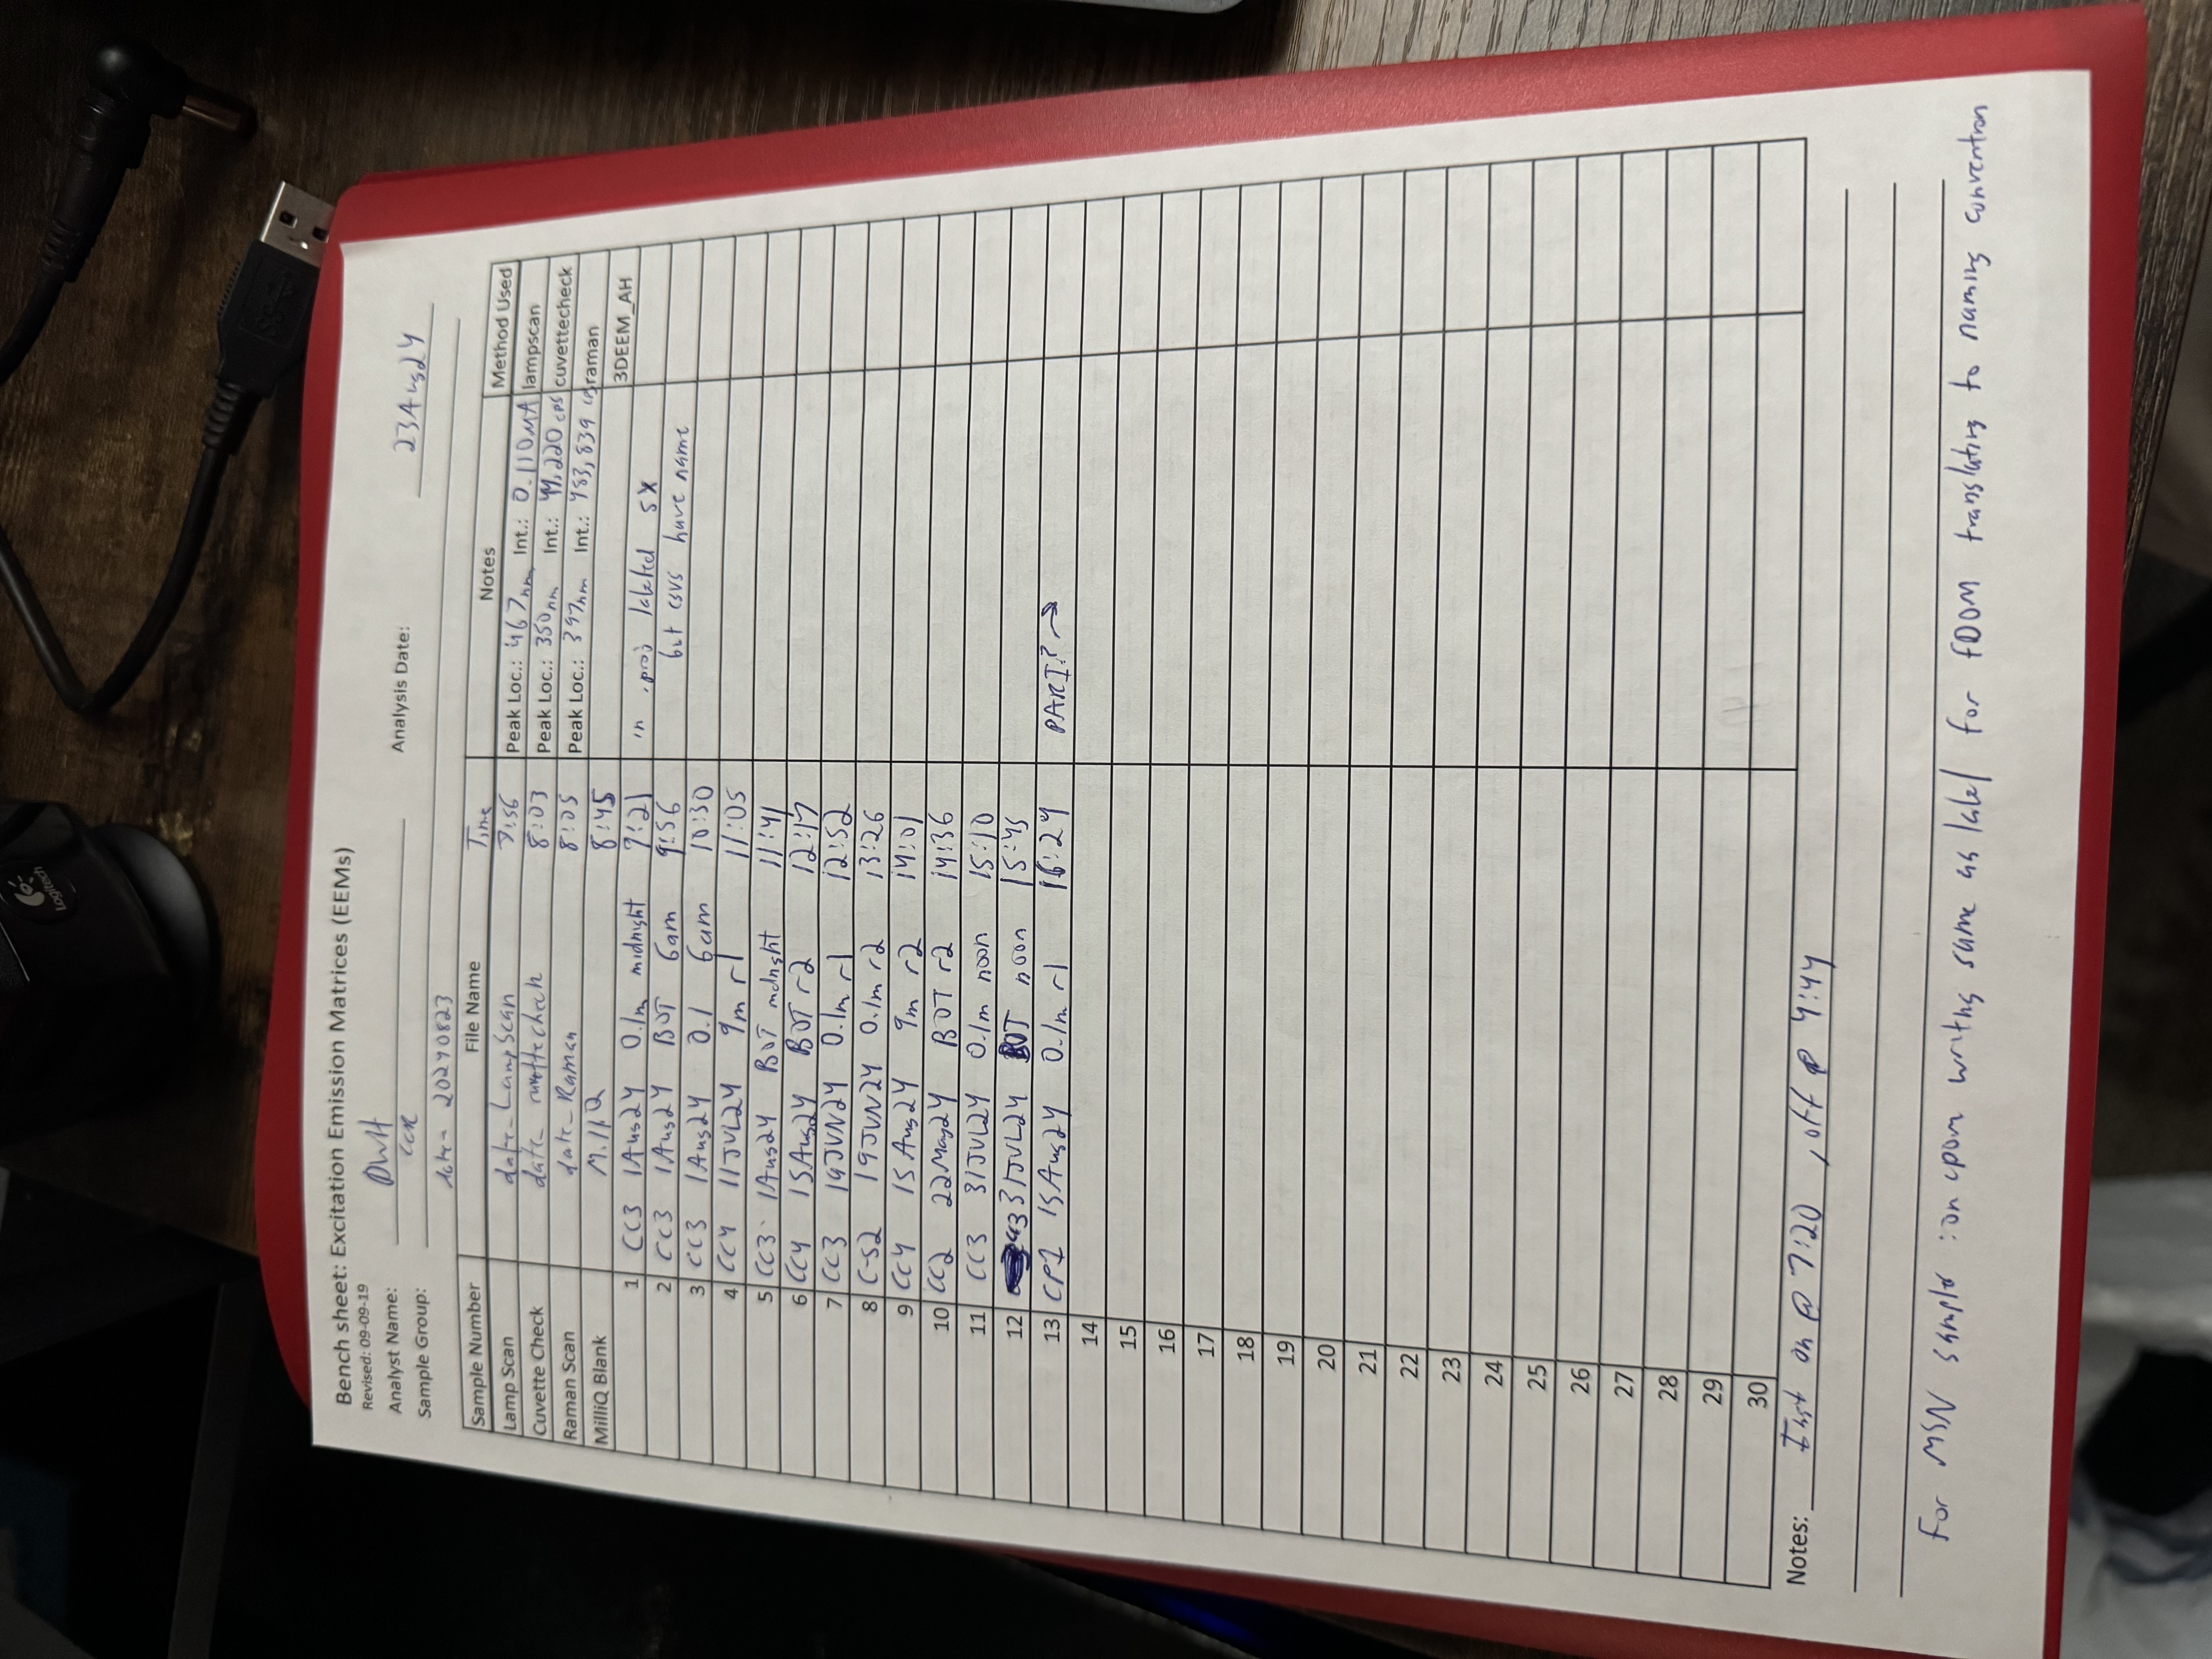 Logitech
Bench sheet: Excitation Emission Matrices (EEMs)
Revised: 09-09-19
Analyst Name: DWH Analysis Date: 23Aug24
Sample Group: CCR
date = 20240823
Sample Number File Name Time Notes Method Used
Lamp Scan date_LampScan 7:56 Peak Loc.: 467nm Int.: 0.110MA lampscan
Cuvette Check date_cuvettecheck 8:03 Peak Loc.: 350nm Int.: 49,220 cps cuvettecheck
Raman Scan date_Raman 8:05 Peak Loc.: 397nm Int.: 483,839 raman
MilliQ Blank MilliQ 8:45 3DEEM_AH
1 CC3 1Aug24 0.1m midnight 9:21 in .proj labeled SX
2 CC3 1Aug24 BOT 6am 9:56 but csvs have name
3 CC3 1Aug24 0.1 6am 10:30
4 CC4 11JUL24 9m r1 11:05
5 CC3 1Aug24 BOT midnght 11:41
6 CC4 15Aug24 BOT r2 12:17
7 CC3 19JUN24 0.1m r1 12:52
8 C-S2 19JUN24 0.1m r2 13:26
9 CC4 15Aug24 9m r2 14:01
10 CC2 22May24 BOT r2 14:36
11 CC3 31JUL24 0.1m noon 15:10
12 31JUL24 BOT noon 15:45
13 CP1 15Aug24 0.1m r1 16:24
14
15
16
17
18
19
20
21
22
23
24
25
26
27
28
29
30
Notes: Inst on @ 7:20 , off @ 4:44
For MSN sample : on cpom writing same as label for fDOM translating to naming convention